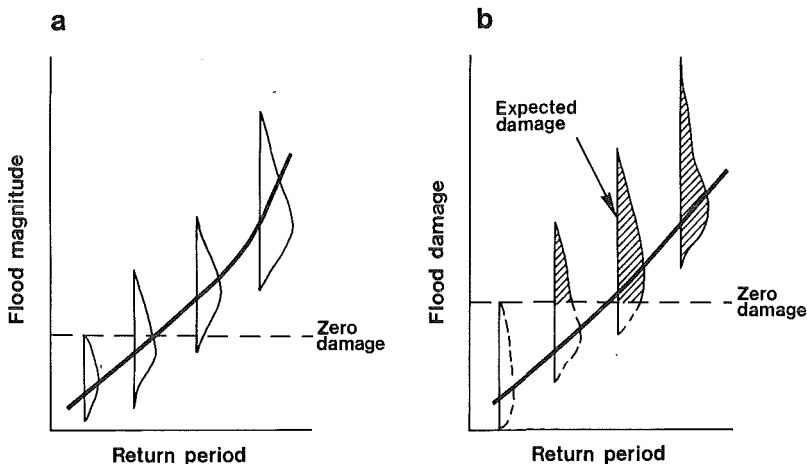 a
Flood magnitude
Zero
damage
Return period
b
Flood damage
Expected
damage
Zero
damage
Return period